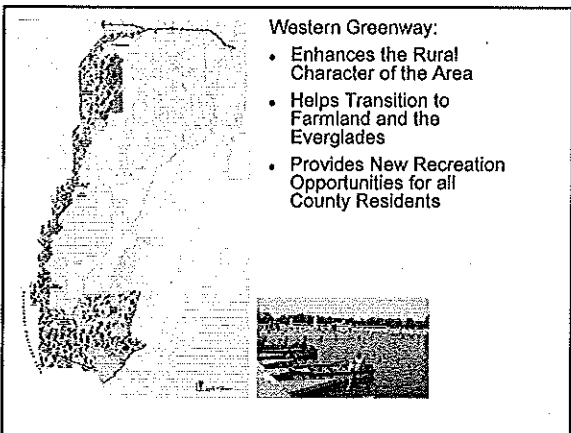 Western Greenway:
• Enhances the Rural
Character of the Area
• Helps Transition to
Farmland and the
Everglades
• Provides New Recreation
Opportunities for all
County Residents